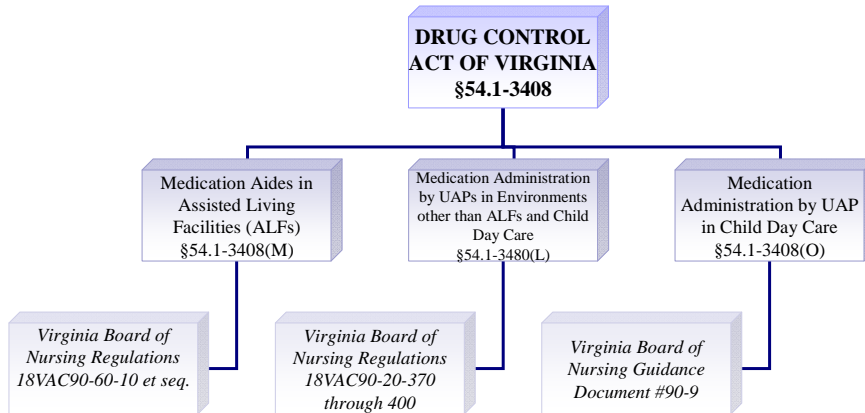 DRUG CONTROL
ACT OF VIRGINIA
§54.1-3408
Medication Aides in
Assisted Living
Facilities (ALFs)
§54.1-3408(M)
Medication Administration
by UAPs in Environments
other than ALFs and Child
Day Care
§54.1-3480(L)
Medication
Administration by UAP
in Child Day Care
§54.1-3408(O)
Virginia Board of
Nursing Regulations
18VAC90-60-10 et seq.
Virginia Board of
Nursing Regulations
18VAC90-20-370
through 400
Virginia Board of
Nursing Guidance
Document #90-9